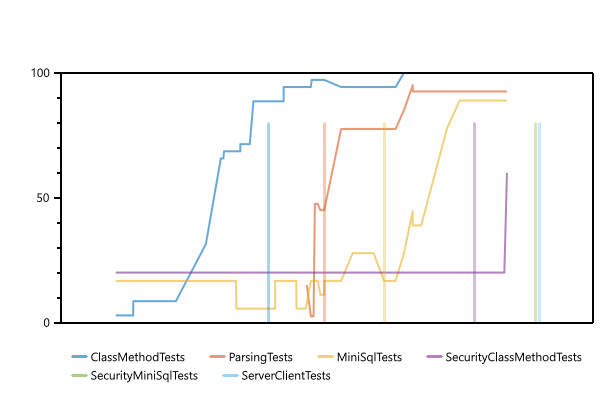 100
50
0
ClassMethodTests ParsingTests MiniSqlTests SecurityClassMethodTests
SecurityMiniSqlTests ServerClientTests